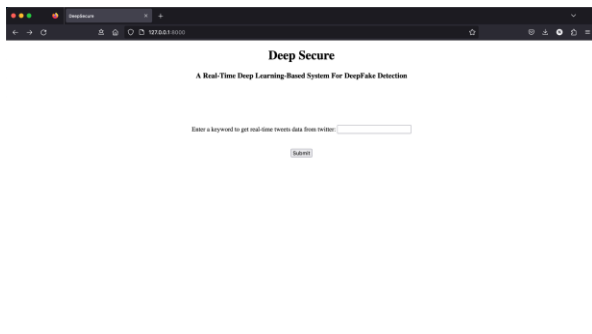 DeepSecure
127.0.0.1:8000
Deep Secure
A Real-Time Deep Learning-Based System For DeepFake Detection
Enter a keyword to get real-time tweets data from twitter:
Submit